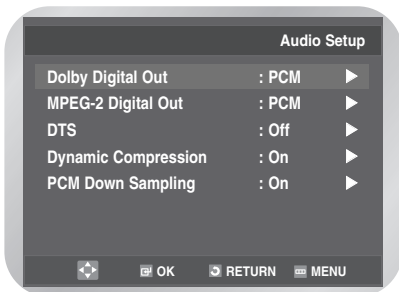 Audio Setup
Dolby Digital Out : PCM
MPEG-2 Digital Out : PCM
DTS : Off
Dynamic Compression : On
PCM Down Sampling : On
OK RETURN MENU